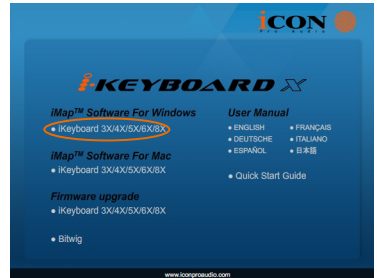 iCON
Pro Audio
i-KEYBOARD X
iMap™ Software For Windows
• iKeyboard 3X/4X/5X/6X/8X
iMap™ Software For Mac
• iKeyboard 3X/4X/5X/6X/8X
Firmware upgrade
• iKeyboard 3X/4X/5X/6X/8X
• Bitwig
User Manual
• ENGLISH • FRANÇAIS
• DEUTSCHE • ITALIANO
• ESPAÑOL • 日本語
• Quick Start Guide
www.iconproaudio.com